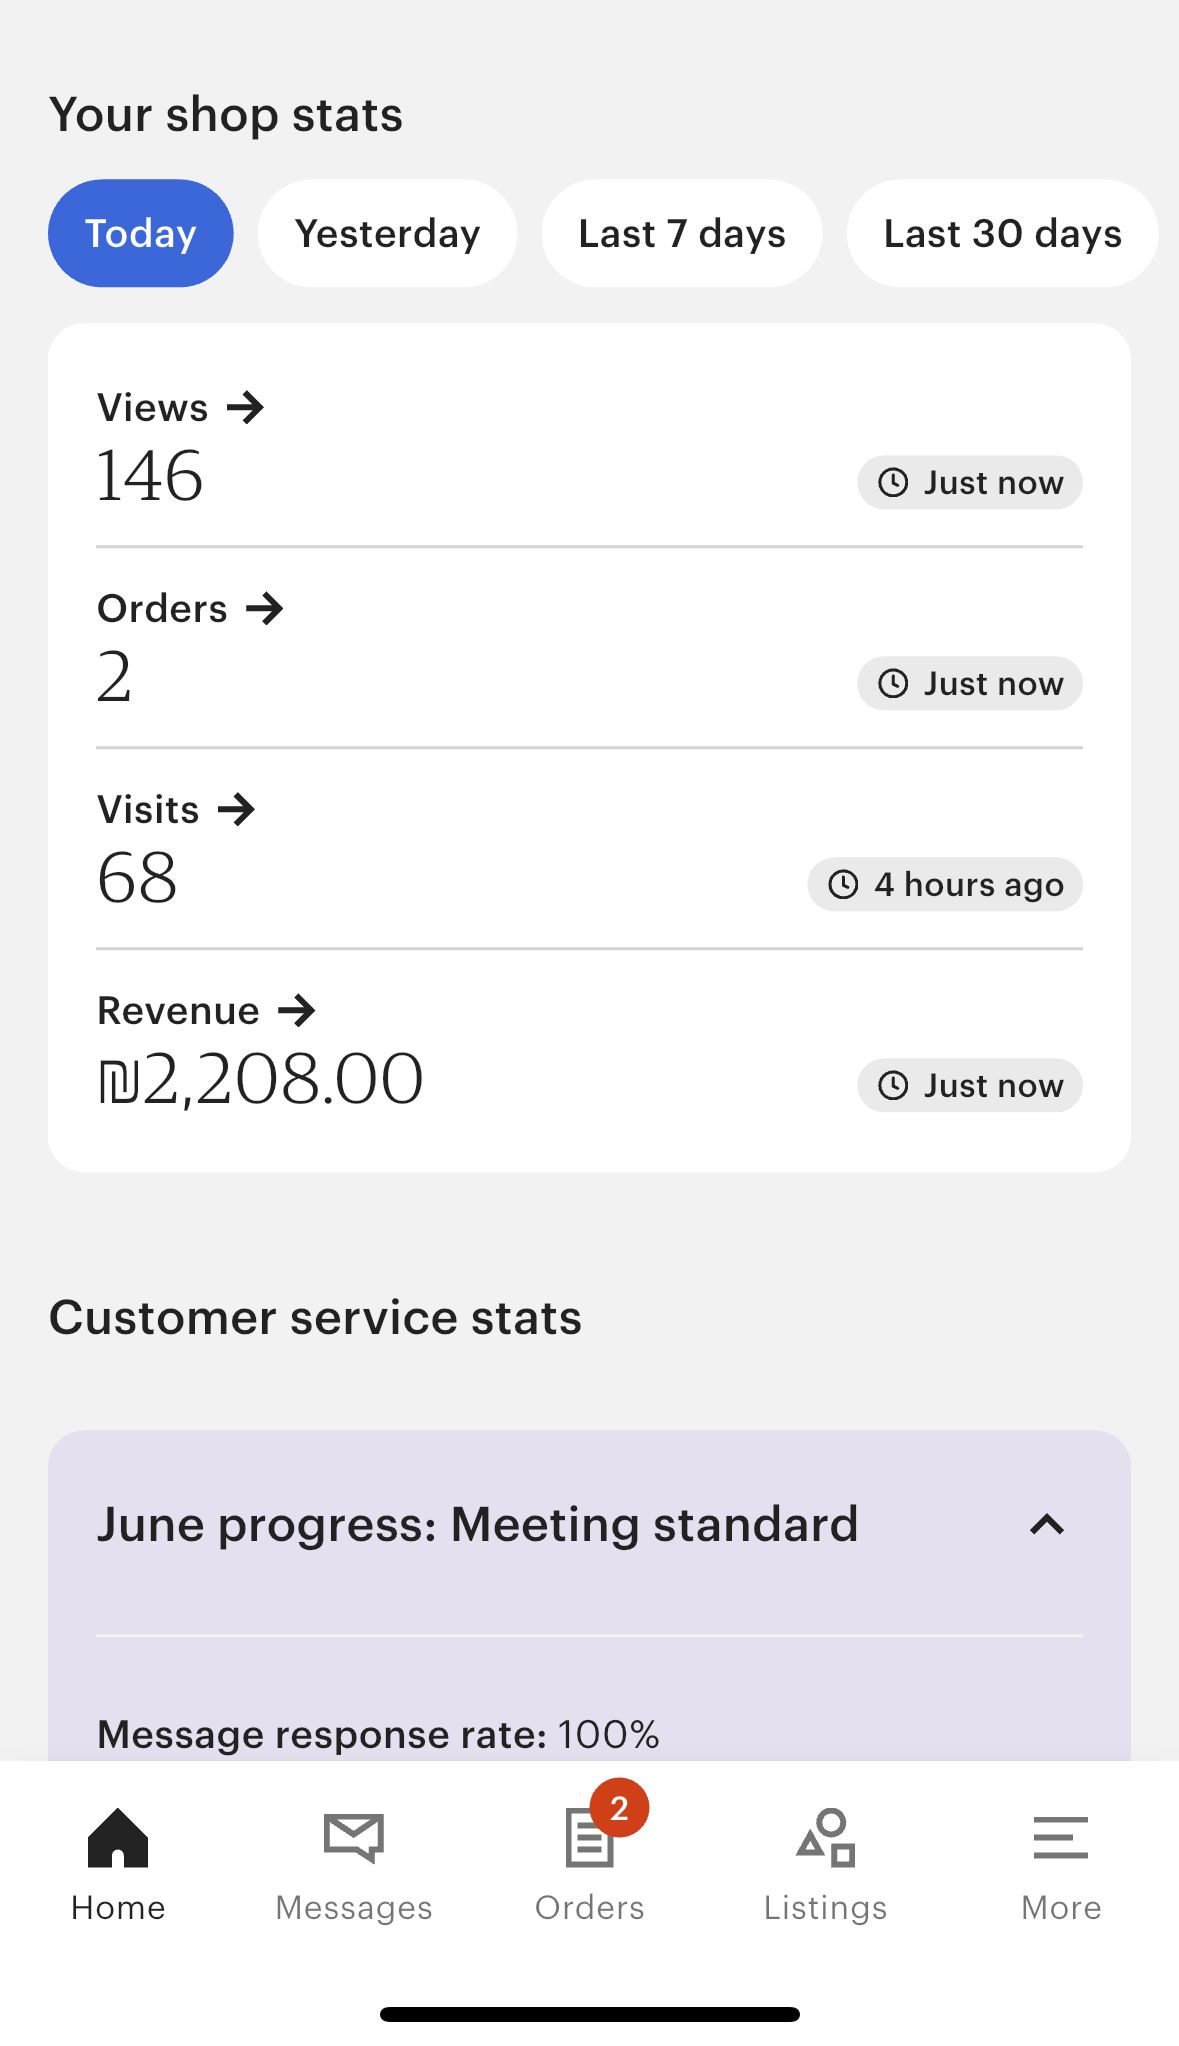 Your shop stats
Today Yesterday Last 7 days Last 30 days
Views →
146
Just now
Orders →
2
Just now
Visits →
68
4 hours ago
Revenue →
₪2,208.00
Just now
Customer service stats
June progress: Meeting standard
Message response rate: 100%
2
Home Messages Orders Listings More